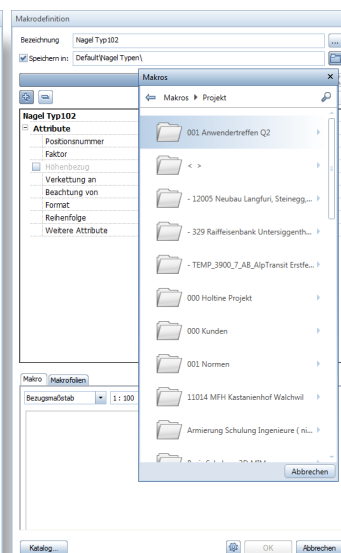 Makrodefinition
Bezeichnung Nagel Typ102 ...
Speichern in: Default\Nagel Typen\
Makros ×
Makros Projekt
Nagel Typ102
Attribute
Positionsnummer
Faktor
Höhenbezug
Verkettung an
Beachtung von
Format
Reihenfolge
Weitere Attribute
001 Anwendertreffen Q2
< >
- 12005 Neubau Langfuri, Steinegg,...
- 329 Raiffeisenbank Untersiggenth...
- TEMP_3900_7_AB_AlpTransit Erstfe...
000 Holtine Projekt
000 Kunden
001 Normen
11014 MFH Kastanienhof Walchwil
Armierung Schulung Ingenieure ( ni...
Makro Makrofolien
Bezugsmaßstab 1 : 100
Abbrechen
Katalog... OK Abbrechen